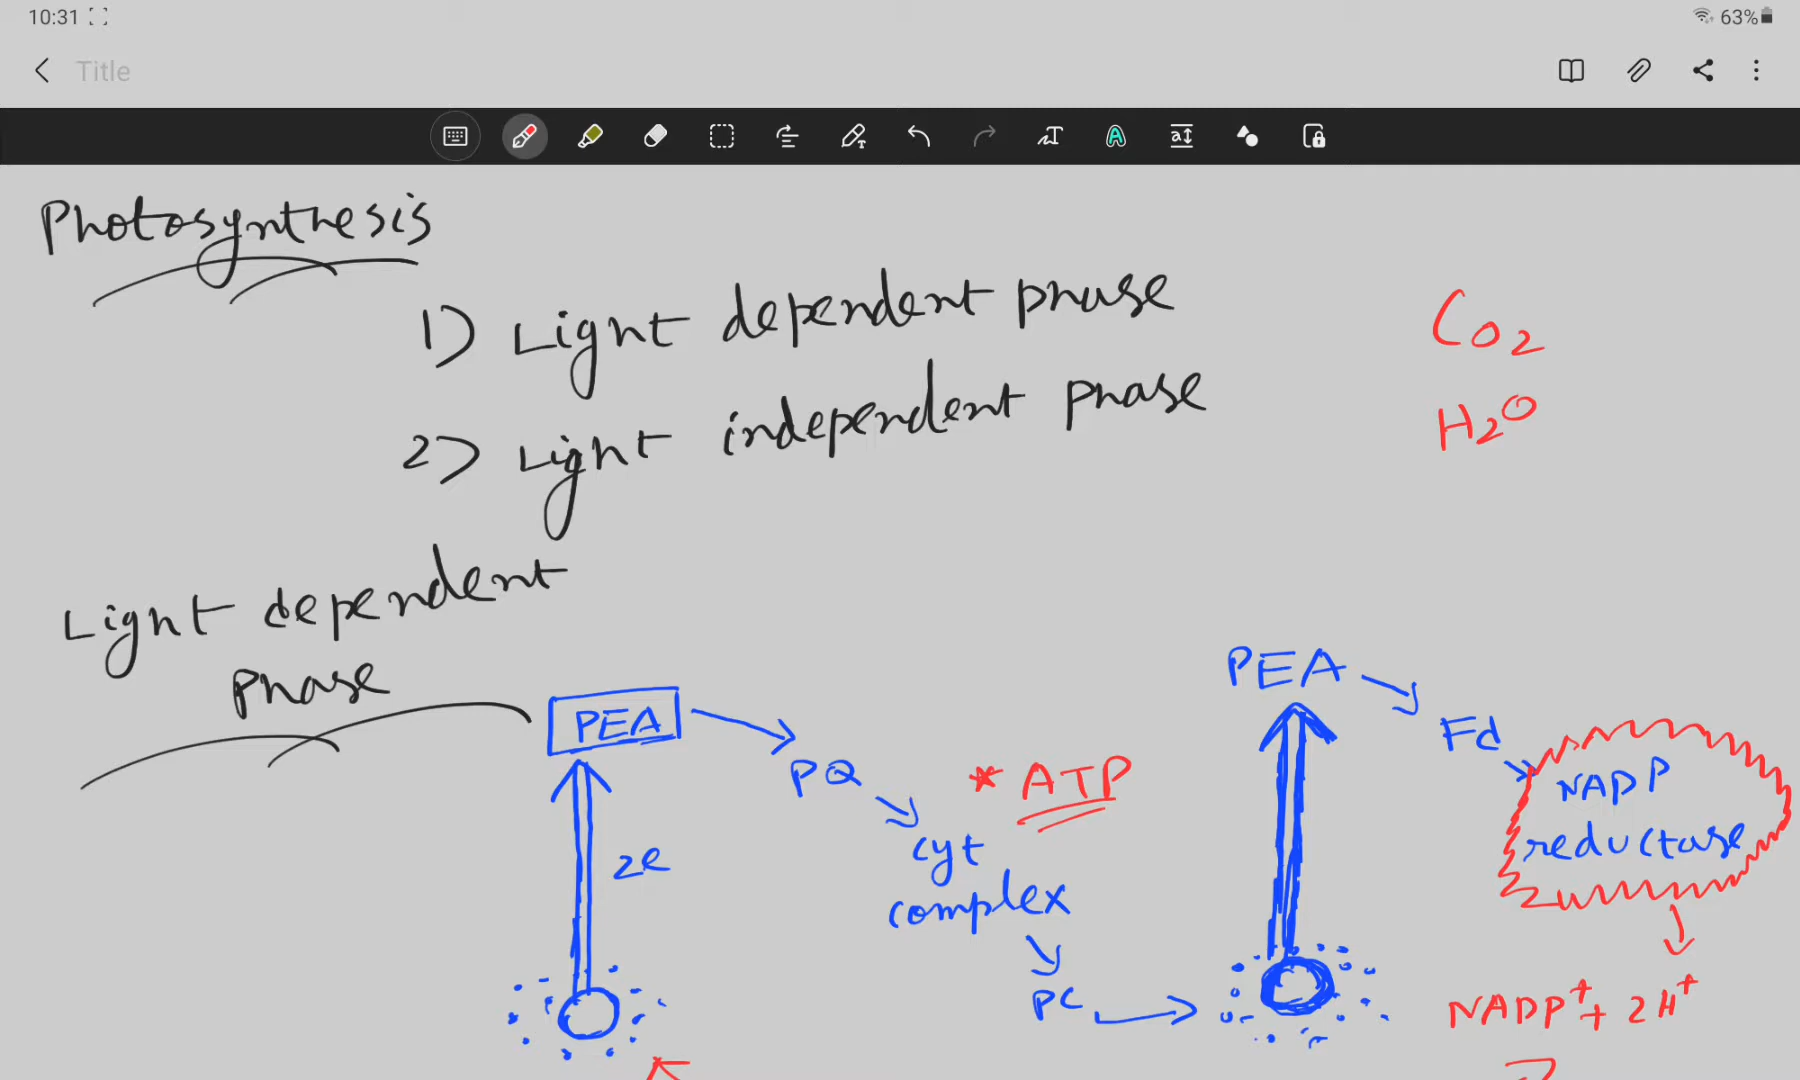 10:31
63%
Title
Photosynthesis
1) Light dependent phase
2) Light independent phase
CO2
H2O
Light dependent
phase
PEA
PQ
2e
* ATP
cyt
complex
PC
PEA
Fd
NADP
reductase
NADP+ + 2H+